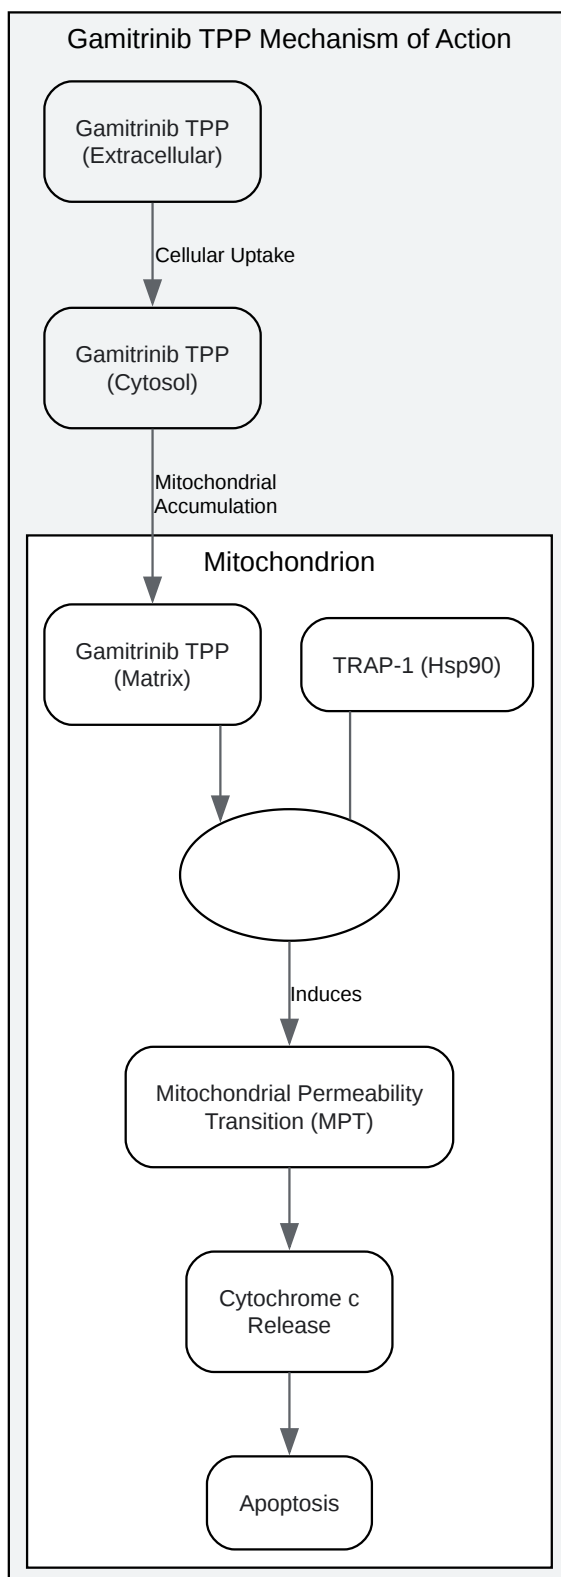 Gamitrinib TPP Mechanism of Action
Gamitrinib TPP
(Extracellular)
Cellular Uptake
Gamitrinib TPP
(Cytosol)
Mitochondrial
Accumulation
Mitochondrion
Gamitrinib TPP
(Matrix)
TRAP-1 (Hsp90)
Induces
Mitochondrial Permeability
Transition (MPT)
Cytochrome c
Release
Apoptosis